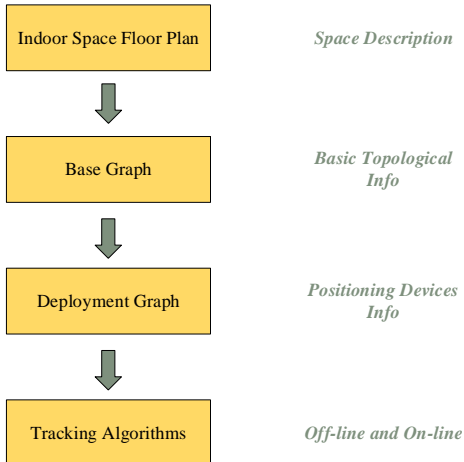 Indoor Space Floor Plan
Space Description
Base Graph
Basic Topological
Info
Deployment Graph
Positioning Devices
Info
Tracking Algorithms
Off-line and On-line